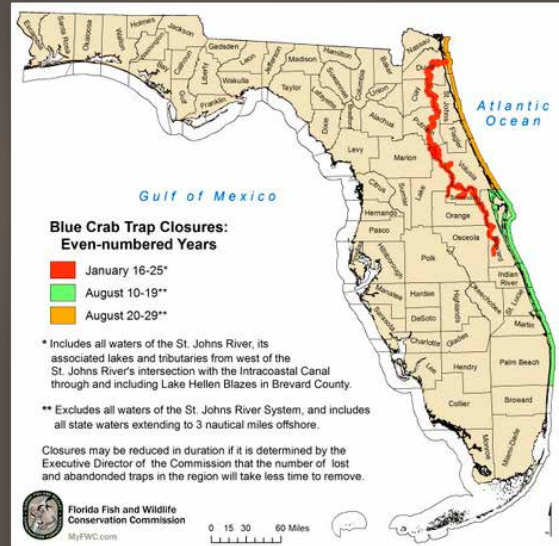 Escambia
Santa Rosa
Okaloosa
Walton
Holmes
Washington
Bay
Jackson
Calhoun
Gulf
Gadsden
Liberty
Franklin
Leon
Wakulla
Jefferson
Madison
Taylor
Hamilton
Suwannee
Lafayette
Dixie
Columbia
Baker
Union
Nassau
Duval
Clay
St. Johns
Alachua
Putnam
Flagler
Levy
Marion
Volusia
Atlantic
Ocean
Gulf of Mexico
Citrus
Sumter
Lake
Seminole
Hernando
Orange
Pasco
Osceola
Brevard
Hillsborough
Polk
Indian
River
Manatee
Hardee
Okeechobee
St. Lucie
Highlands
Sarasota
DeSoto
Martin
Charlotte
Glades
Lee
Hendry
Palm Beach
Collier
Broward
Monroe
Miami-Dade
Blue Crab Trap Closures:
Even-numbered Years
January 16-25*
August 10-19**
August 20-29**
* Includes all waters of the St. Johns River, its
associated lakes and tributaries from west of the
St. Johns River's intersection with the Intracoastal Canal
through and including Lake Hellen Blazes in Brevard County.
** Excludes all waters of the St. Johns River System, and includes
all state waters extending to 3 nautical miles offshore.
Closures may be reduced in duration if it is determined by the
Executive Director of the Commission that the number of lost
and abandonded traps in the region will take less time to remove.
Florida Fish and Wildlife
Conservation Commission
MyFWC.com
0 15 30 60 Miles